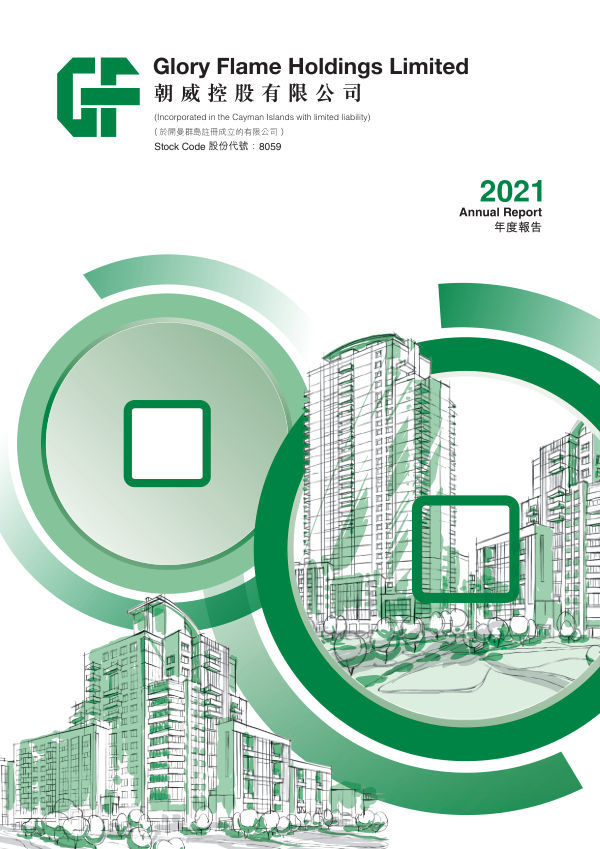 Glory Flame Holdings Limited
朝威控股有限公司
(Incorporated in the Cayman Islands with limited liability)
(於開曼群島註冊成立的有限公司)
Stock Code 股份代號：8059
2021
Annual Report
年度報告